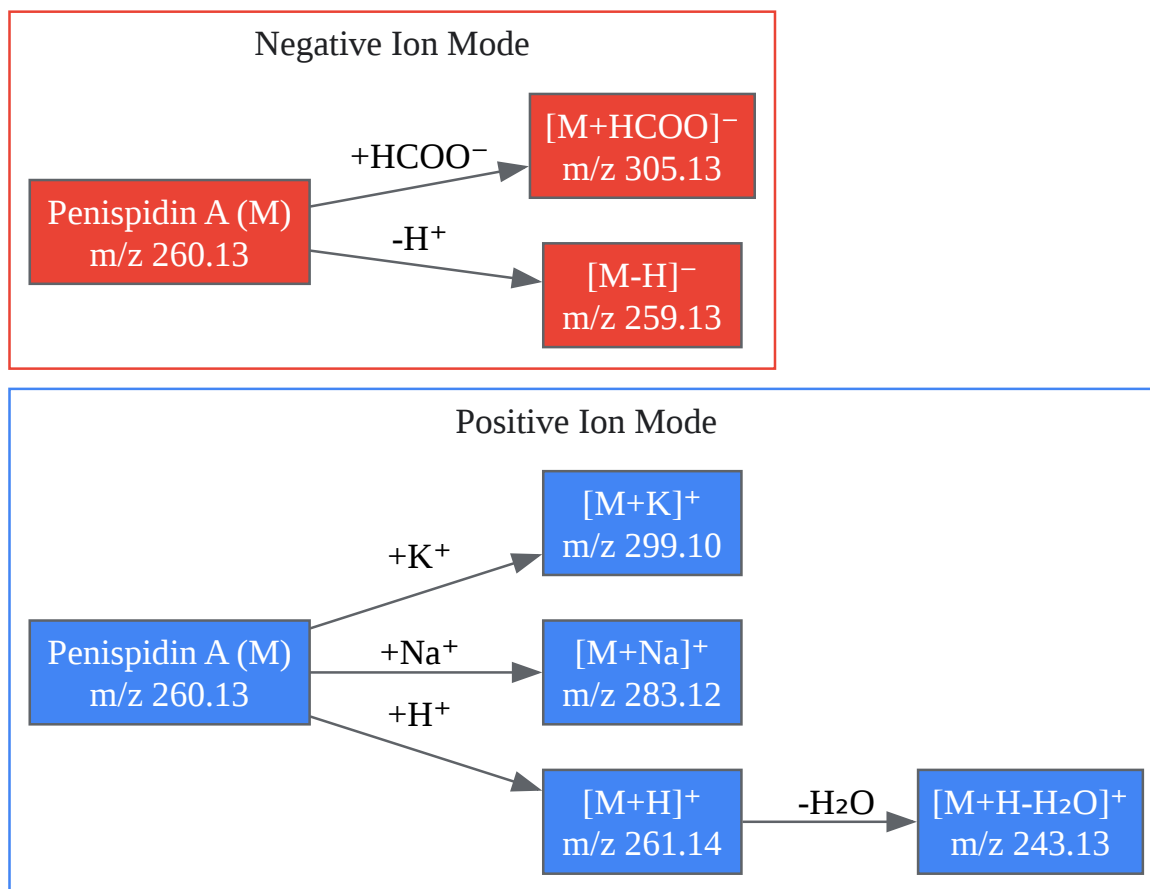 Negative Ion Mode
[M+HCOO]⁻
m/z 305.13
+HCOO⁻
Penispidin A (M)
m/z 260.13
-H⁺
[M-H]⁻
m/z 259.13
Positive Ion Mode
[M+K]⁺
m/z 299.10
+K⁺
Penispidin A (M)
m/z 260.13
+Na⁺
[M+Na]⁺
m/z 283.12
+H⁺
[M+H]⁺
m/z 261.14
-H₂O
[M+H-H₂O]⁺
m/z 243.13